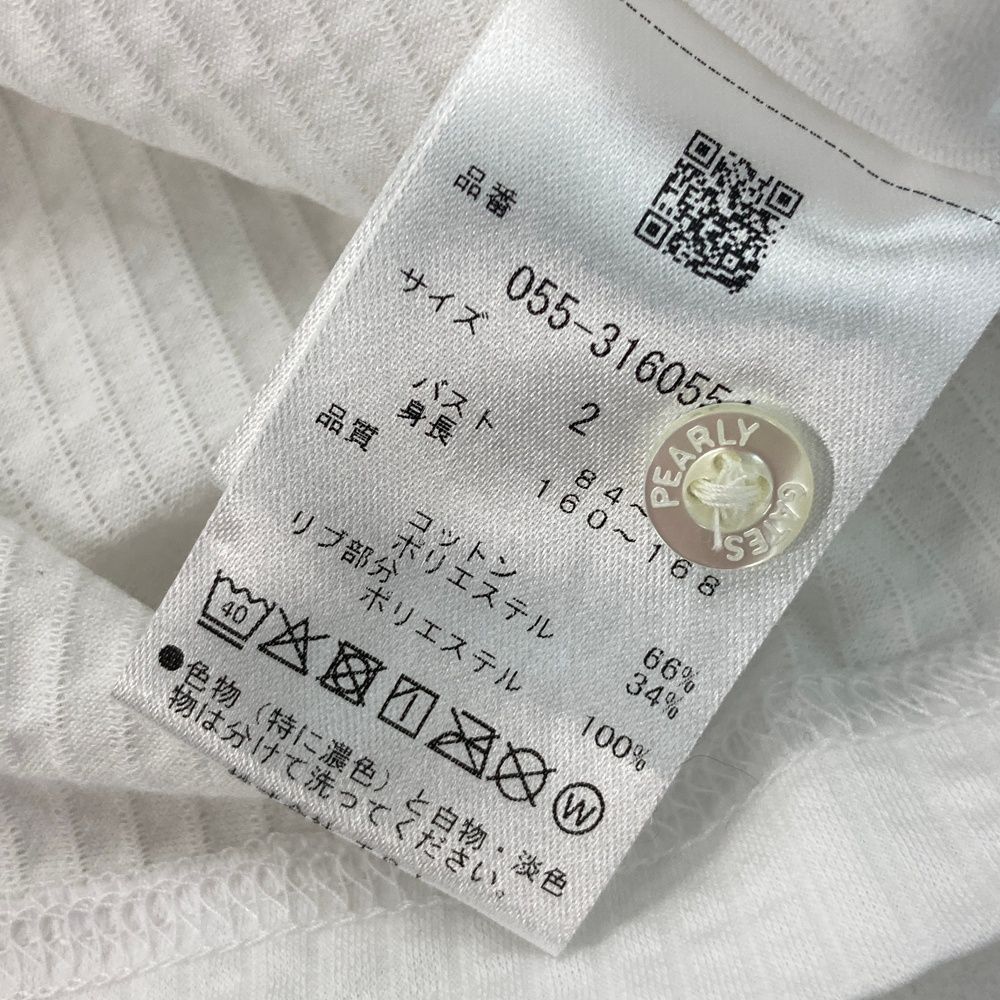 品番
055-316055
サイズ 2
バスト 84～
身長 160～168
品質
コットン 66%
ポリエステル 34%
リブ部分
ポリエステル 100%
40
W
●色物（特に濃色）と白物・淡色
物は分けて洗ってください。
PEARLY
GATES